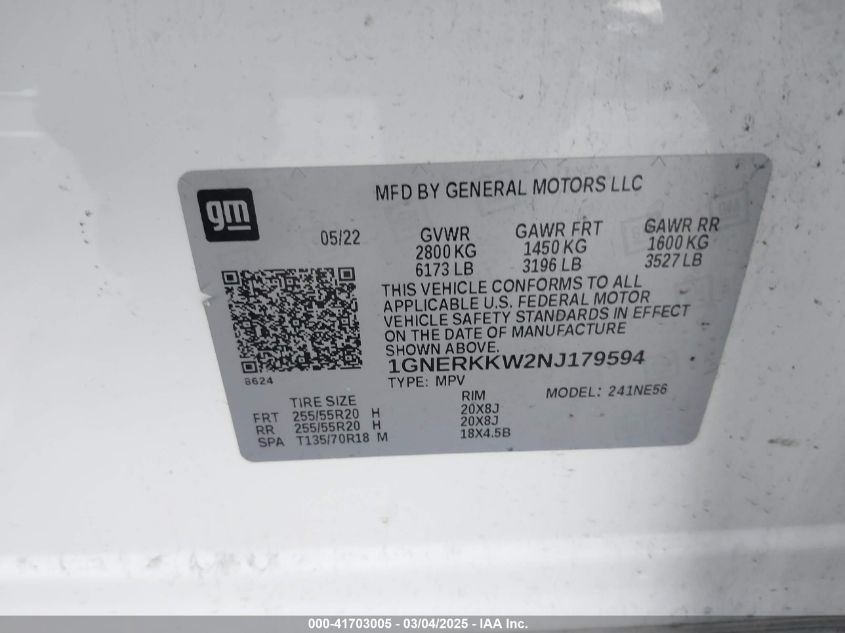 gm
MFD BY GENERAL MOTORS LLC
05/22
GVWR GAWR FRT GAWR RR
2800 KG 1450 KG 1600 KG
6173 LB 3196 LB 3527 LB
THIS VEHICLE CONFORMS TO ALL
APPLICABLE U.S. FEDERAL MOTOR
VEHICLE SAFETY STANDARDS IN EFFECT
ON THE DATE OF MANUFACTURE
SHOWN ABOVE.
8624
1GNERKKW2NJ179594
TYPE: MPV MODEL: 241NE56
TIRE SIZE RIM
FRT 255/55R20 H 20X8J
RR 255/55R20 H 20X8J
SPA T135/70R18 M 18X4.5B
000-41703005 - 03/04/2025 - IAA Inc.